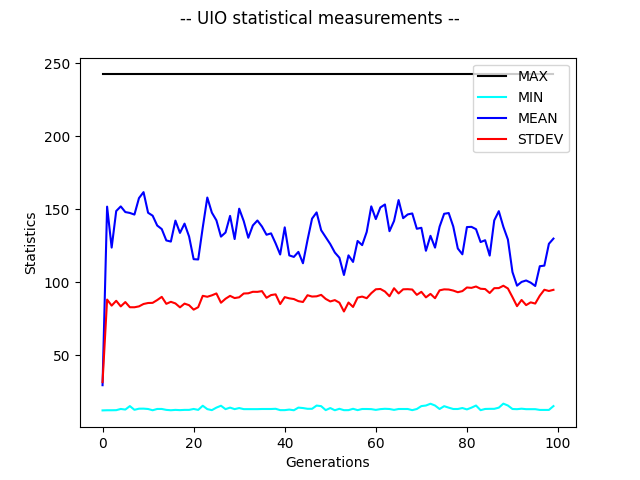 -- UIO statistical measurements --
250
200
150
100
50
Statistics
MAX
MIN
MEAN
STDEV
0 20 40 60 80 100
Generations